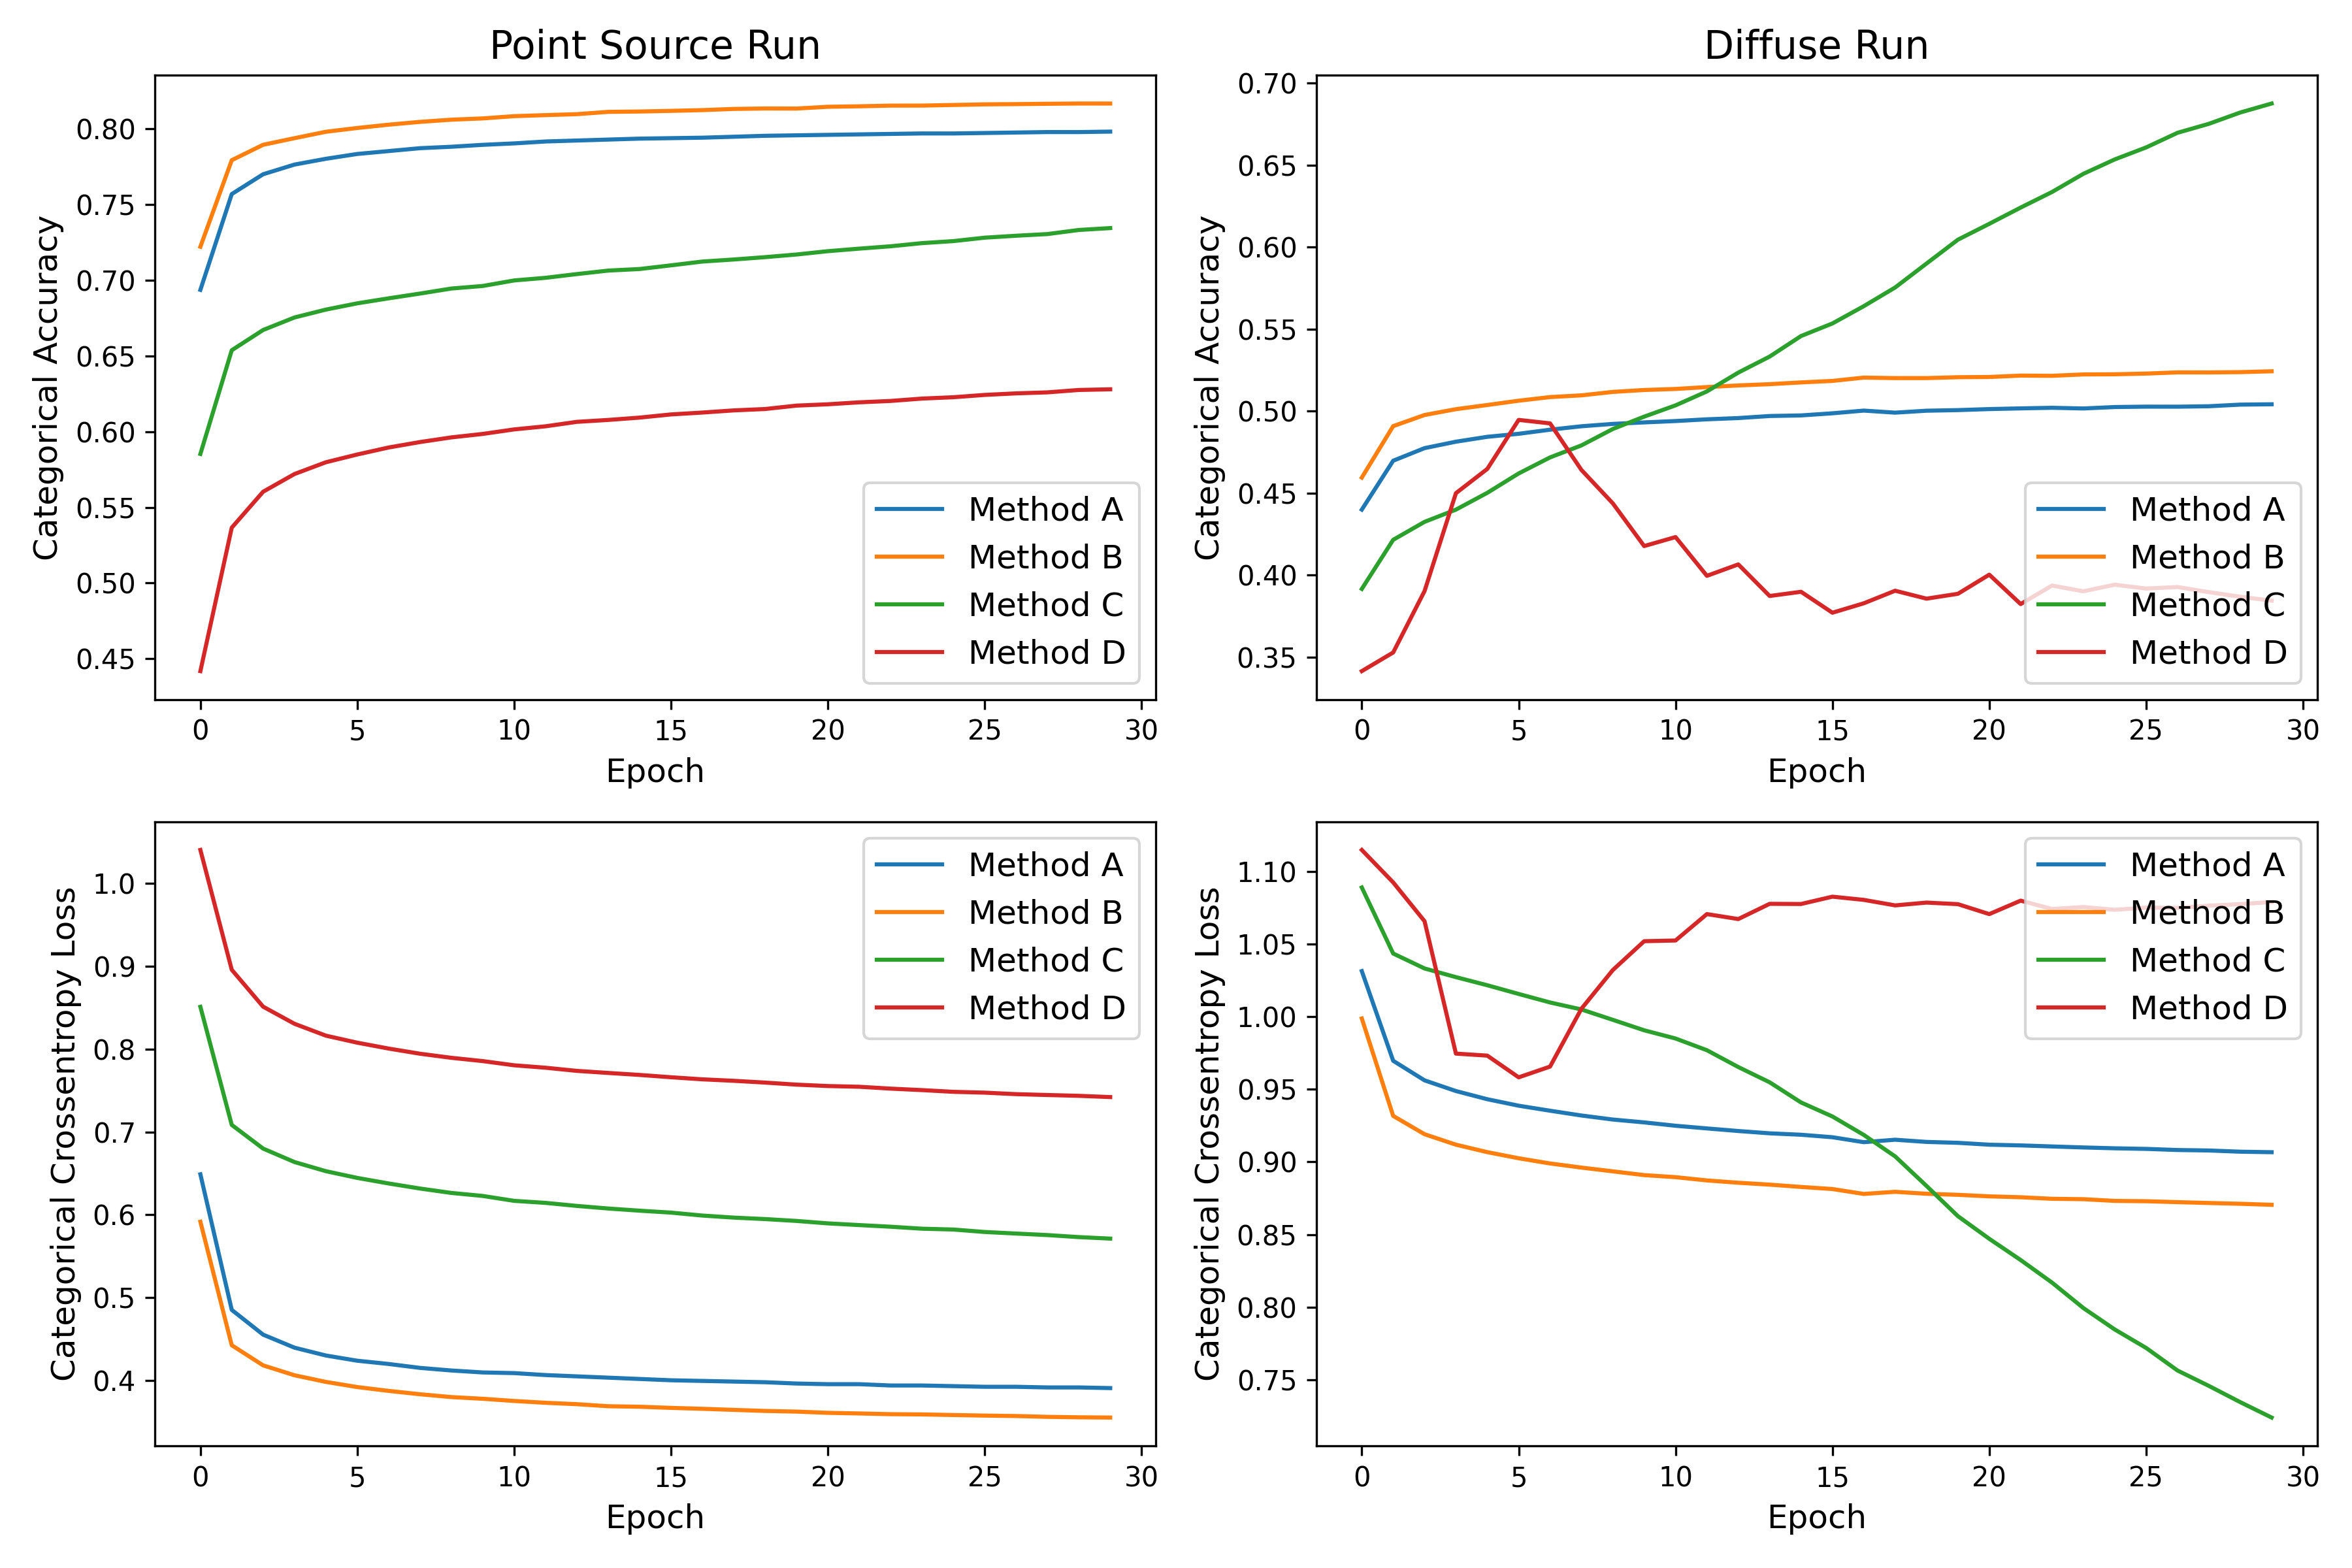 Point Source Run
Categorical Accuracy
0.80
0.75
0.70
0.65
0.60
0.55
0.50
0.45
Method A
Method B
Method C
Method D
0 5 10 15 20 25 30
Epoch
Diffuse Run
Categorical Accuracy
0.70
0.65
0.60
0.55
0.50
0.45
0.40
0.35
Method A
Method B
Method C
Method D
0 5 10 15 20 25 30
Epoch
Categorical Crossentropy Loss
1.0
0.9
0.8
0.7
0.6
0.5
0.4
Method A
Method B
Method C
Method D
0 5 10 15 20 25 30
Epoch
Categorical Crossentropy Loss
1.10
1.05
1.00
0.95
0.90
0.85
0.80
0.75
Method A
Method B
Method C
Method D
0 5 10 15 20 25 30
Epoch